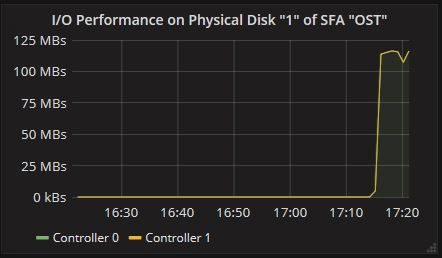 I/O Performance on Physical Disk "1" of SFA "OST"
125 MBs
100 MBs
75 MBs
50 MBs
25 MBs
0 kBs
16:30 16:40 16:50 17:00 17:10 17:20
Controller 0 Controller 1